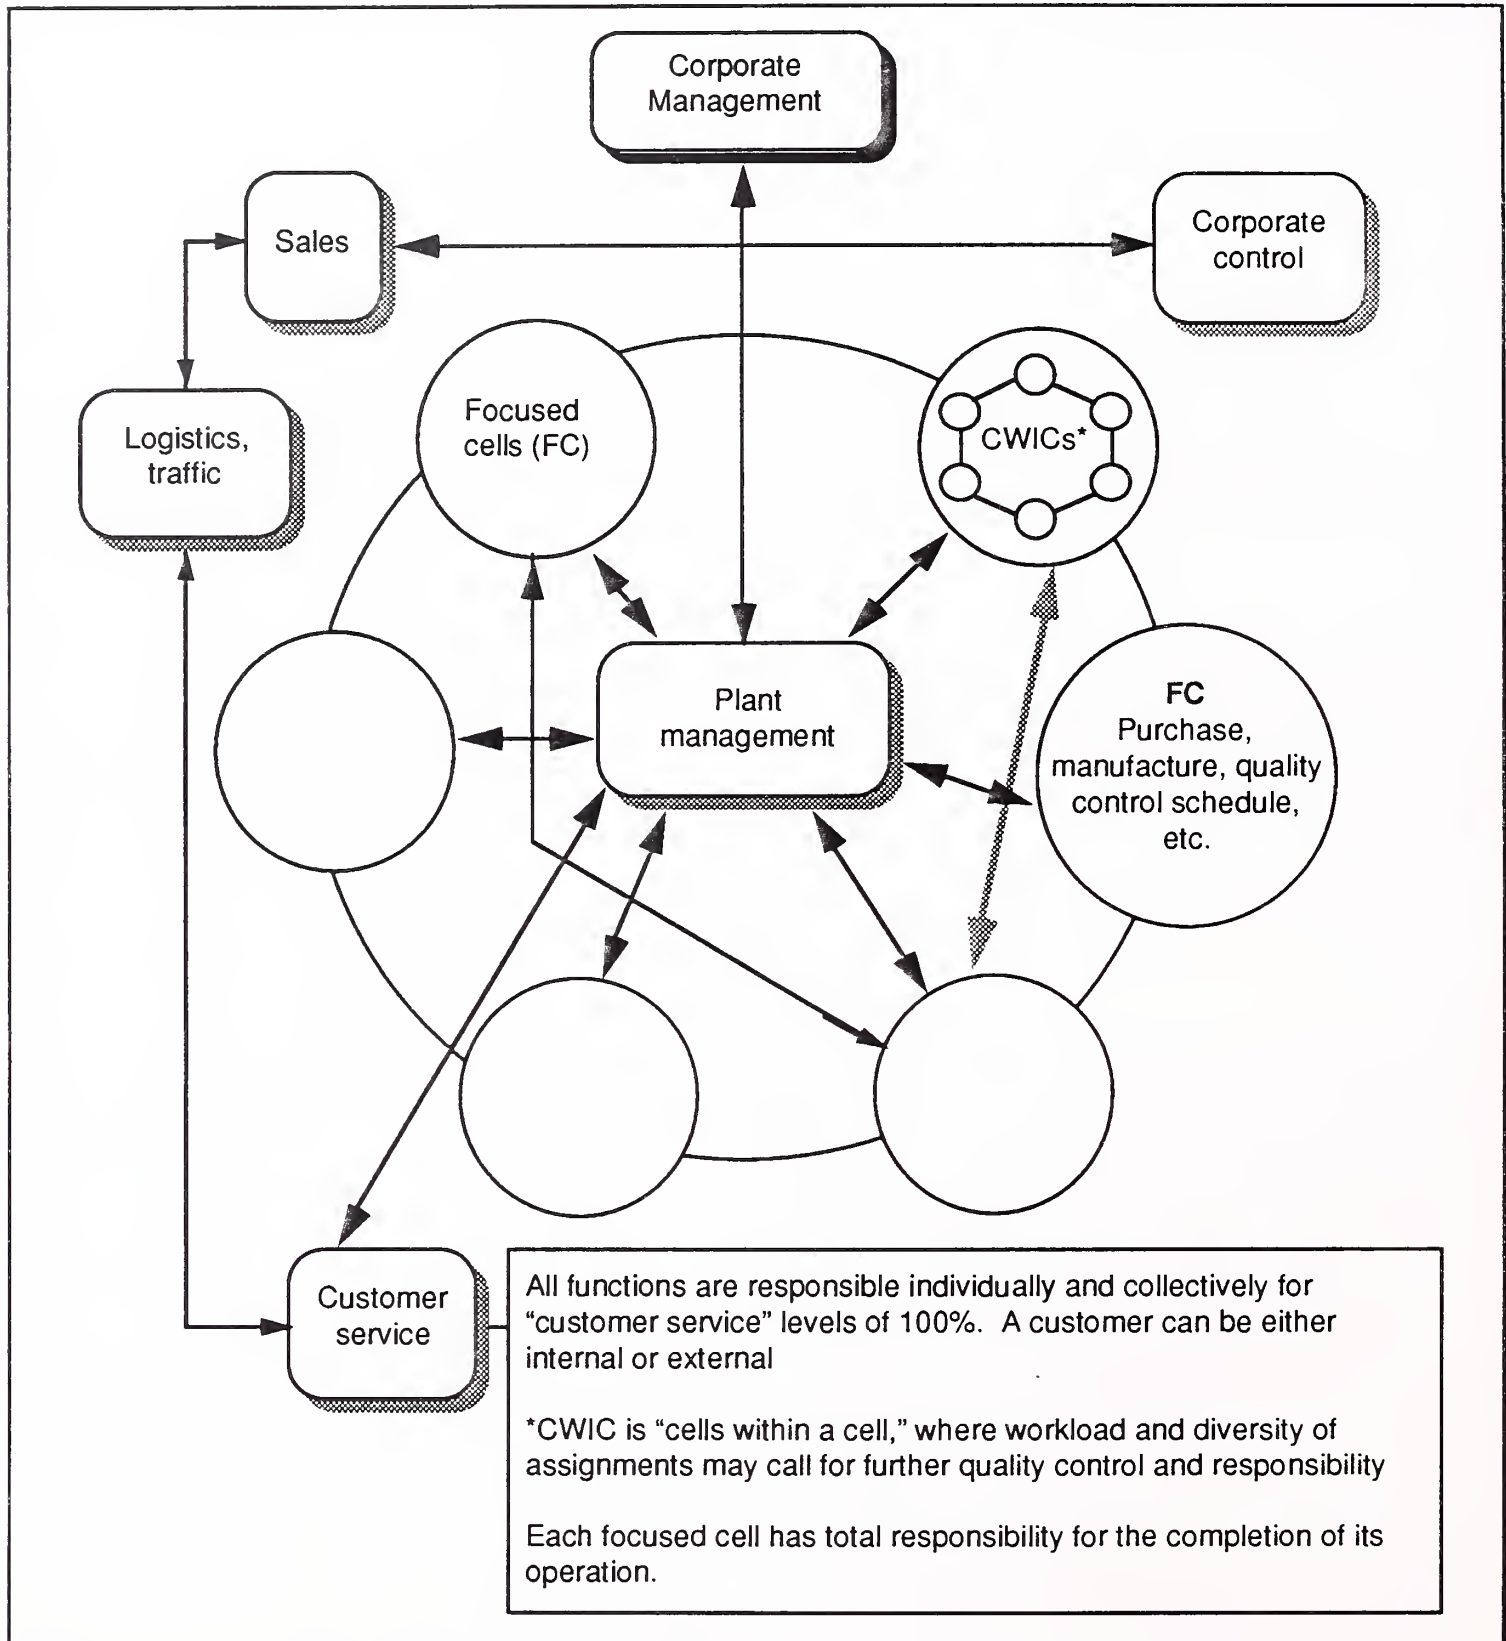 Corporate
Management
Sales
Corporate
control
Logistics,
traffic
Focused
cells (FC)
CWICs*
Plant
management
FC
Purchase,
manufacture, quality
control schedule,
etc.
Customer
service
All functions are responsible individually and collectively for
“customer service” levels of 100%.  A customer can be either
internal or external
*CWIC is “cells within a cell,” where workload and diversity of
assignments may call for further quality control and responsibility
Each focused cell has total responsibility for the completion of its
operation.